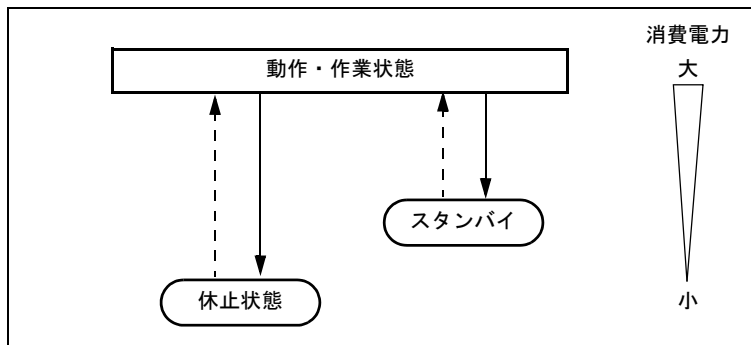 消費電力
大
動作・作業状態
スタンバイ
休止状態
小